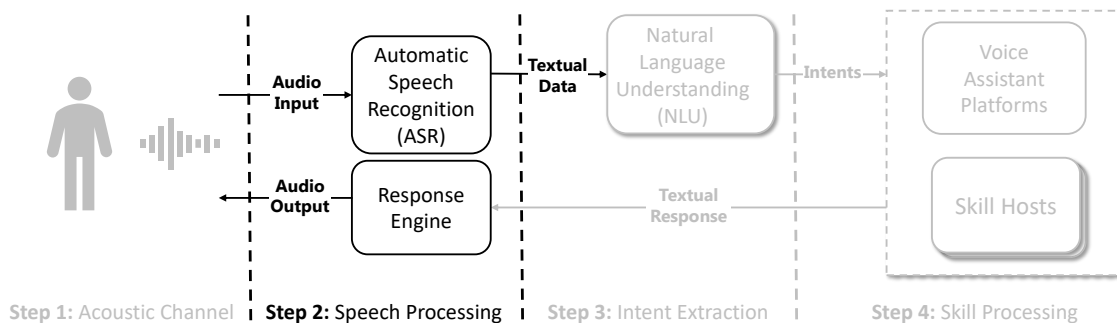 Audio
Input
Automatic
Speech
Recognition
(ASR)
Textual
Data
Natural
Language
Understanding
(NLU)
Intents
Voice
Assistant
Platforms
Audio
Output
Response
Engine
Textual
Response
Skill Hosts
Step 1: Acoustic Channel
Step 2: Speech Processing
Step 3: Intent Extraction
Step 4: Skill Processing